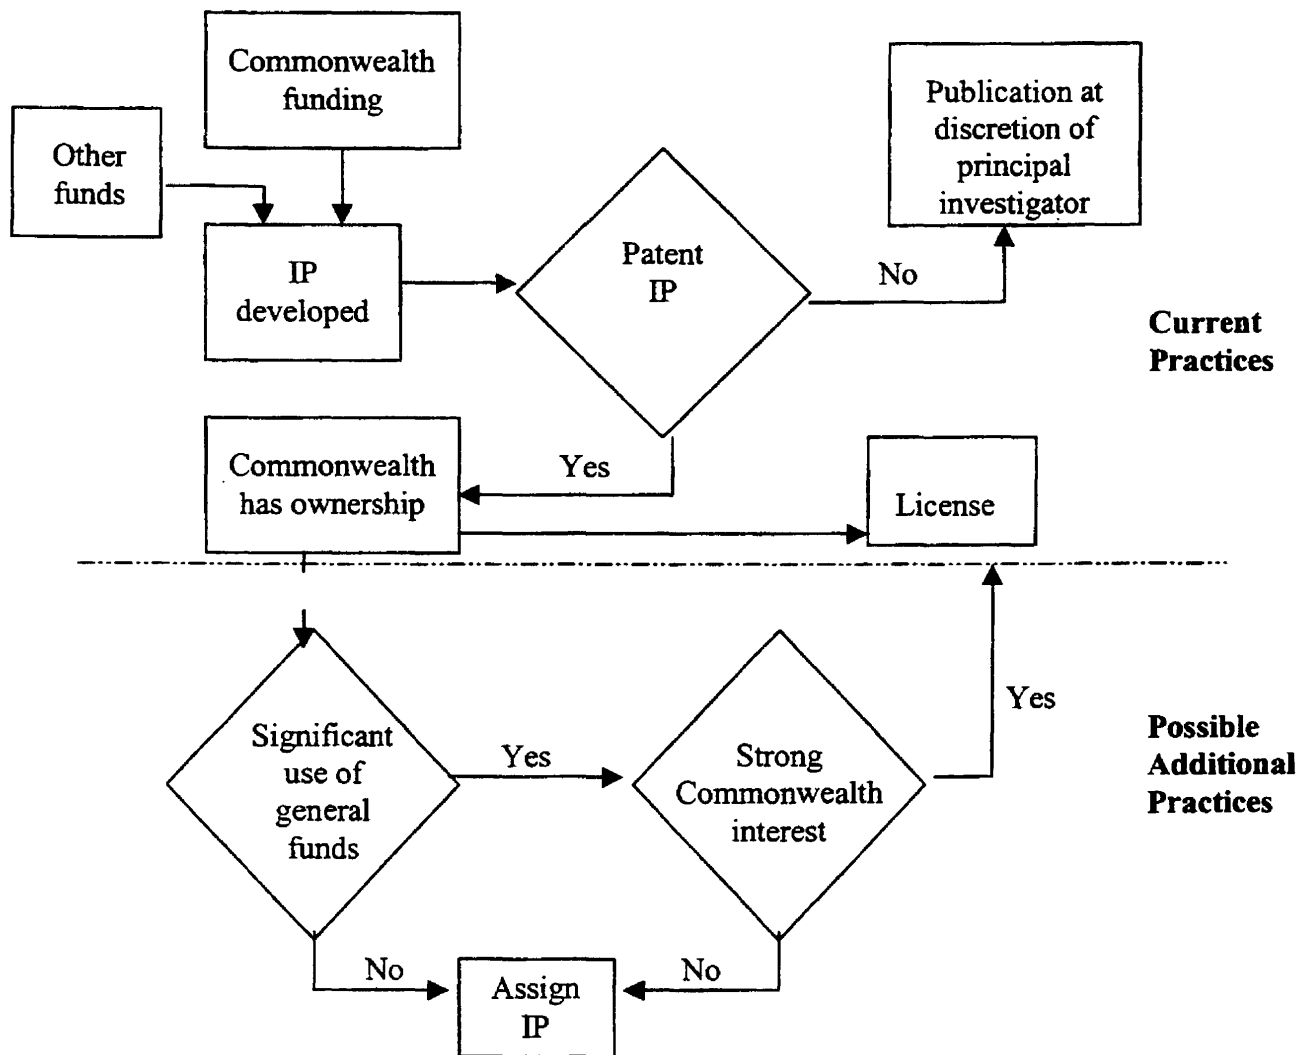 Commonwealth
funding
Other
funds
Publication at
discretion of
principal
investigator
IP
developed
Patent
IP
No
Current
Practices
Commonwealth
has ownership
Yes
License
Significant
use of
general
funds
Yes
Strong
Commonwealth
interest
Yes
Possible
Additional
Practices
No
Assign
IP
No